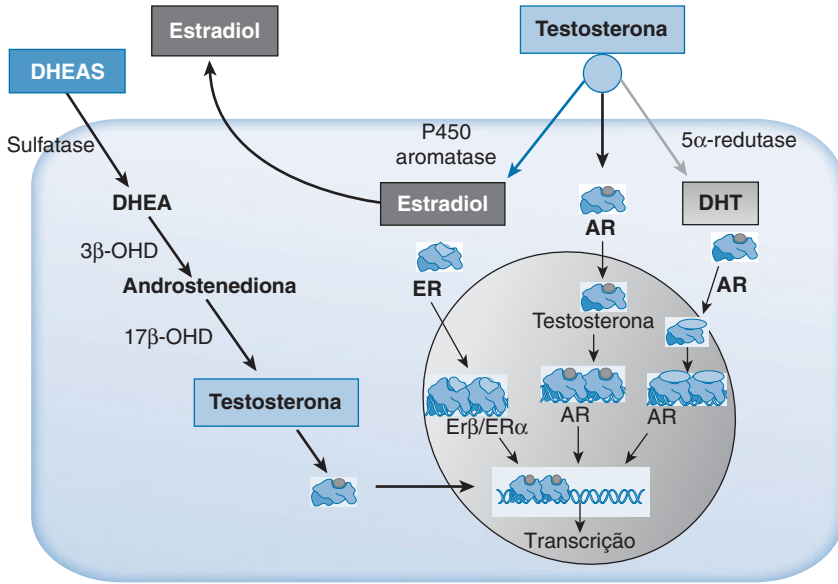 Estradiol
Testosterona
DHEAS
Sulfatase
P450
aromatase
5α-redutase
DHEA
Estradiol
AR
DHT
3β-OHD
ER
AR
Androstenediona
Testosterona
17β-OHD
Testosterona
Erβ/ERα
AR
AR
Transcrição